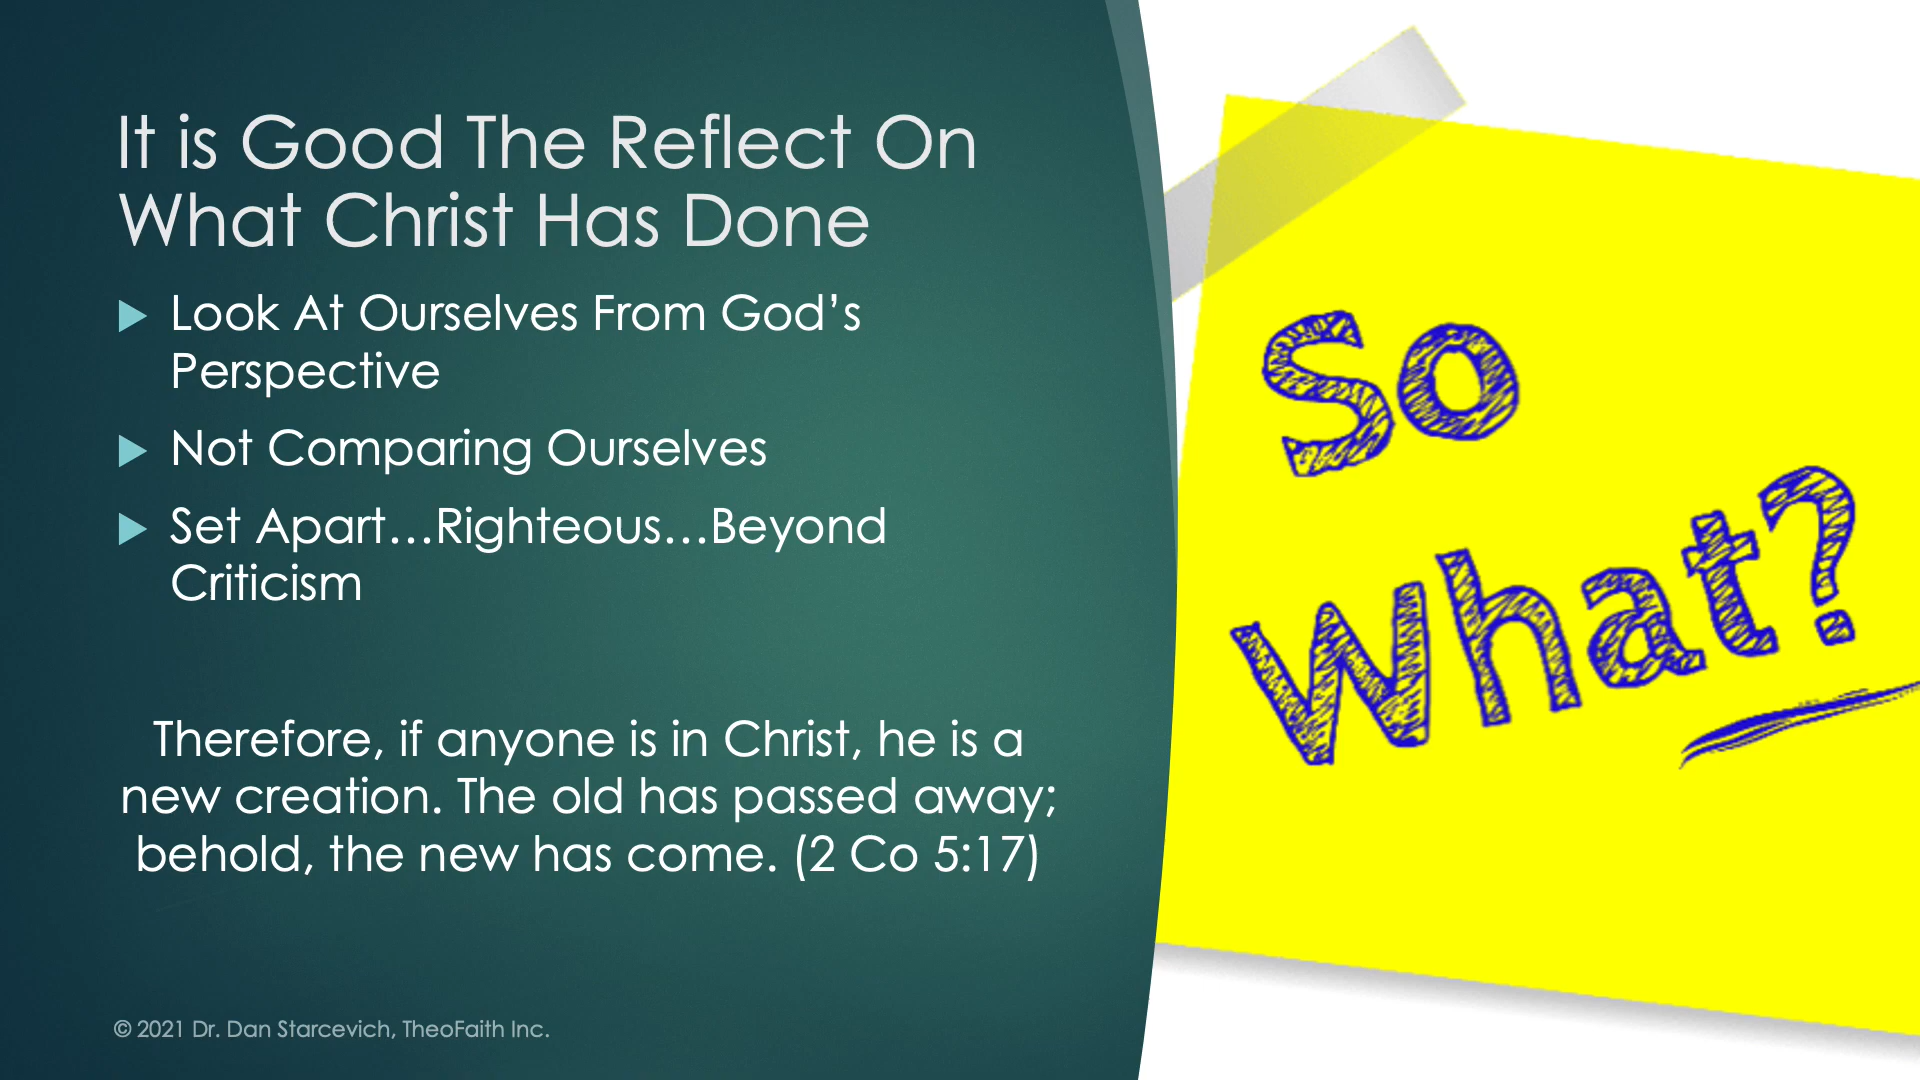 It is Good The Reflect On
What Christ Has Done
Look At Ourselves From God’s
Perspective
Not Comparing Ourselves
Set Apart…Righteous…Beyond
Criticism
Therefore, if anyone is in Christ, he is a
new creation. The old has passed away;
behold, the new has come. (2 Co 5:17)
© 2021 Dr. Dan Starcevich, TheoFaith Inc.
So
What?